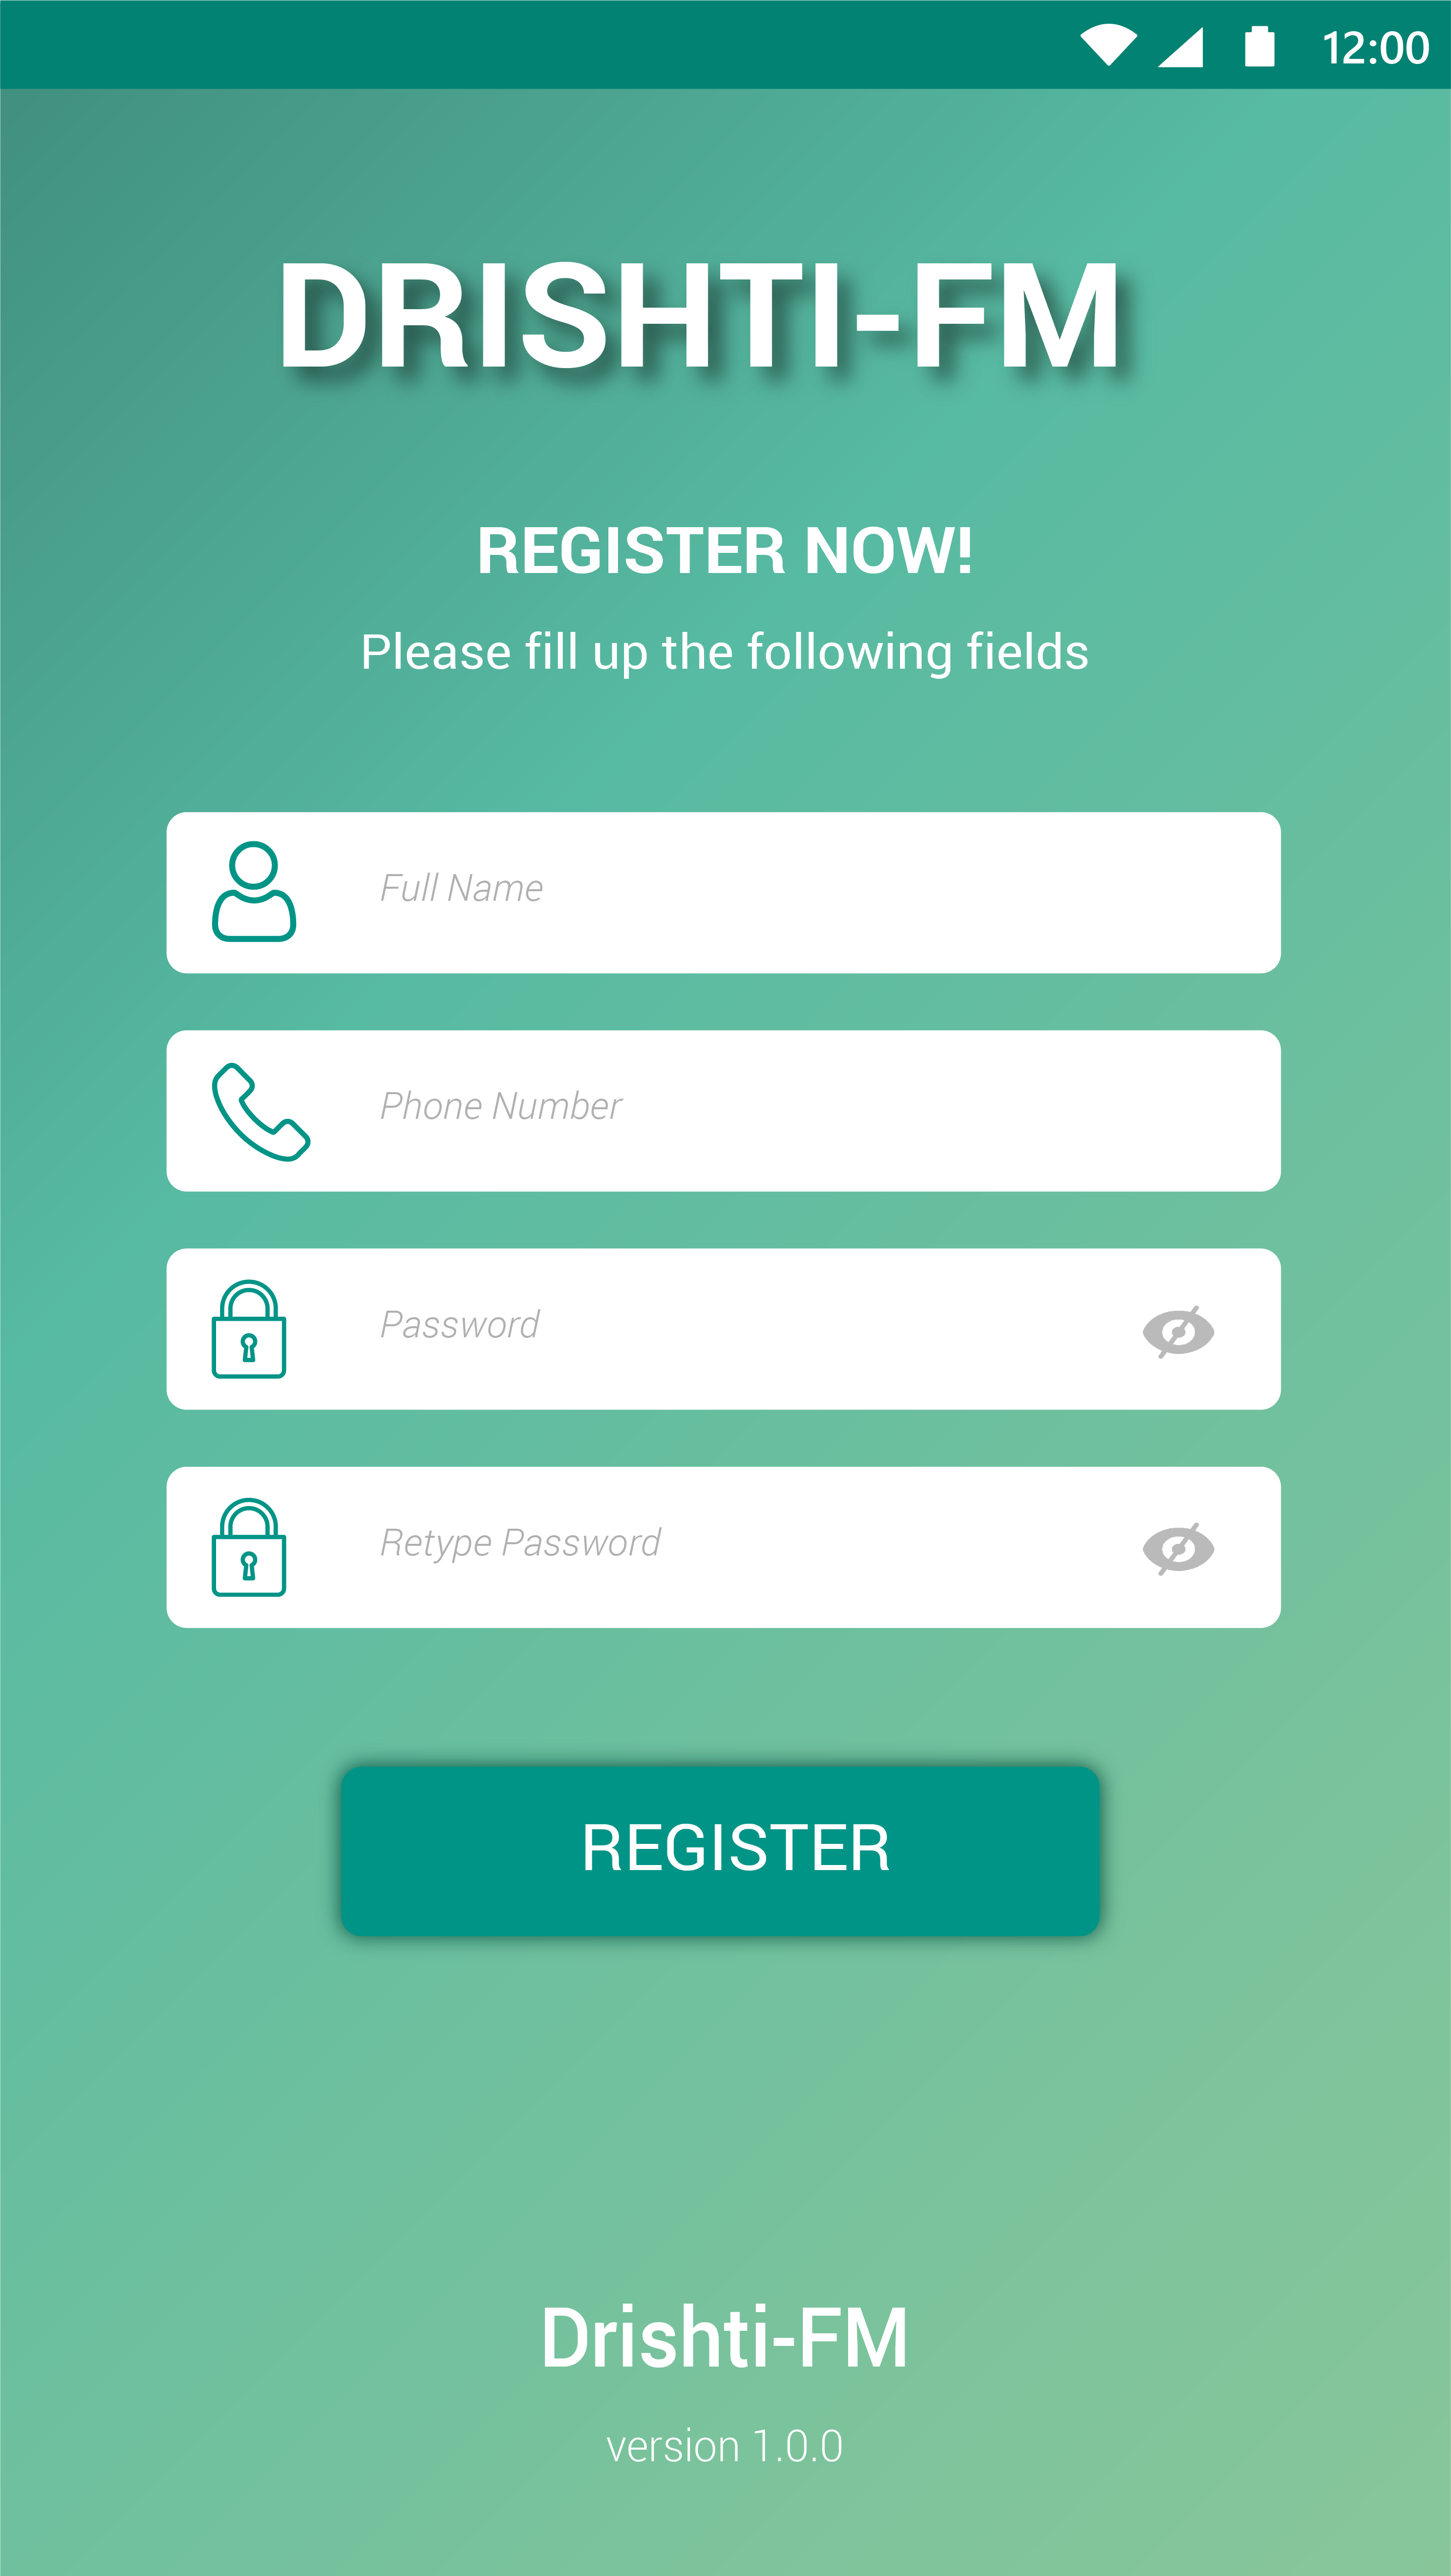 12:00
DRISHTI-FM
REGISTER NOW!
Please fill up the following fields
Full Name
Phone Number
Password
Retype Password
REGISTER
Drishti-FM
version 1.0.0